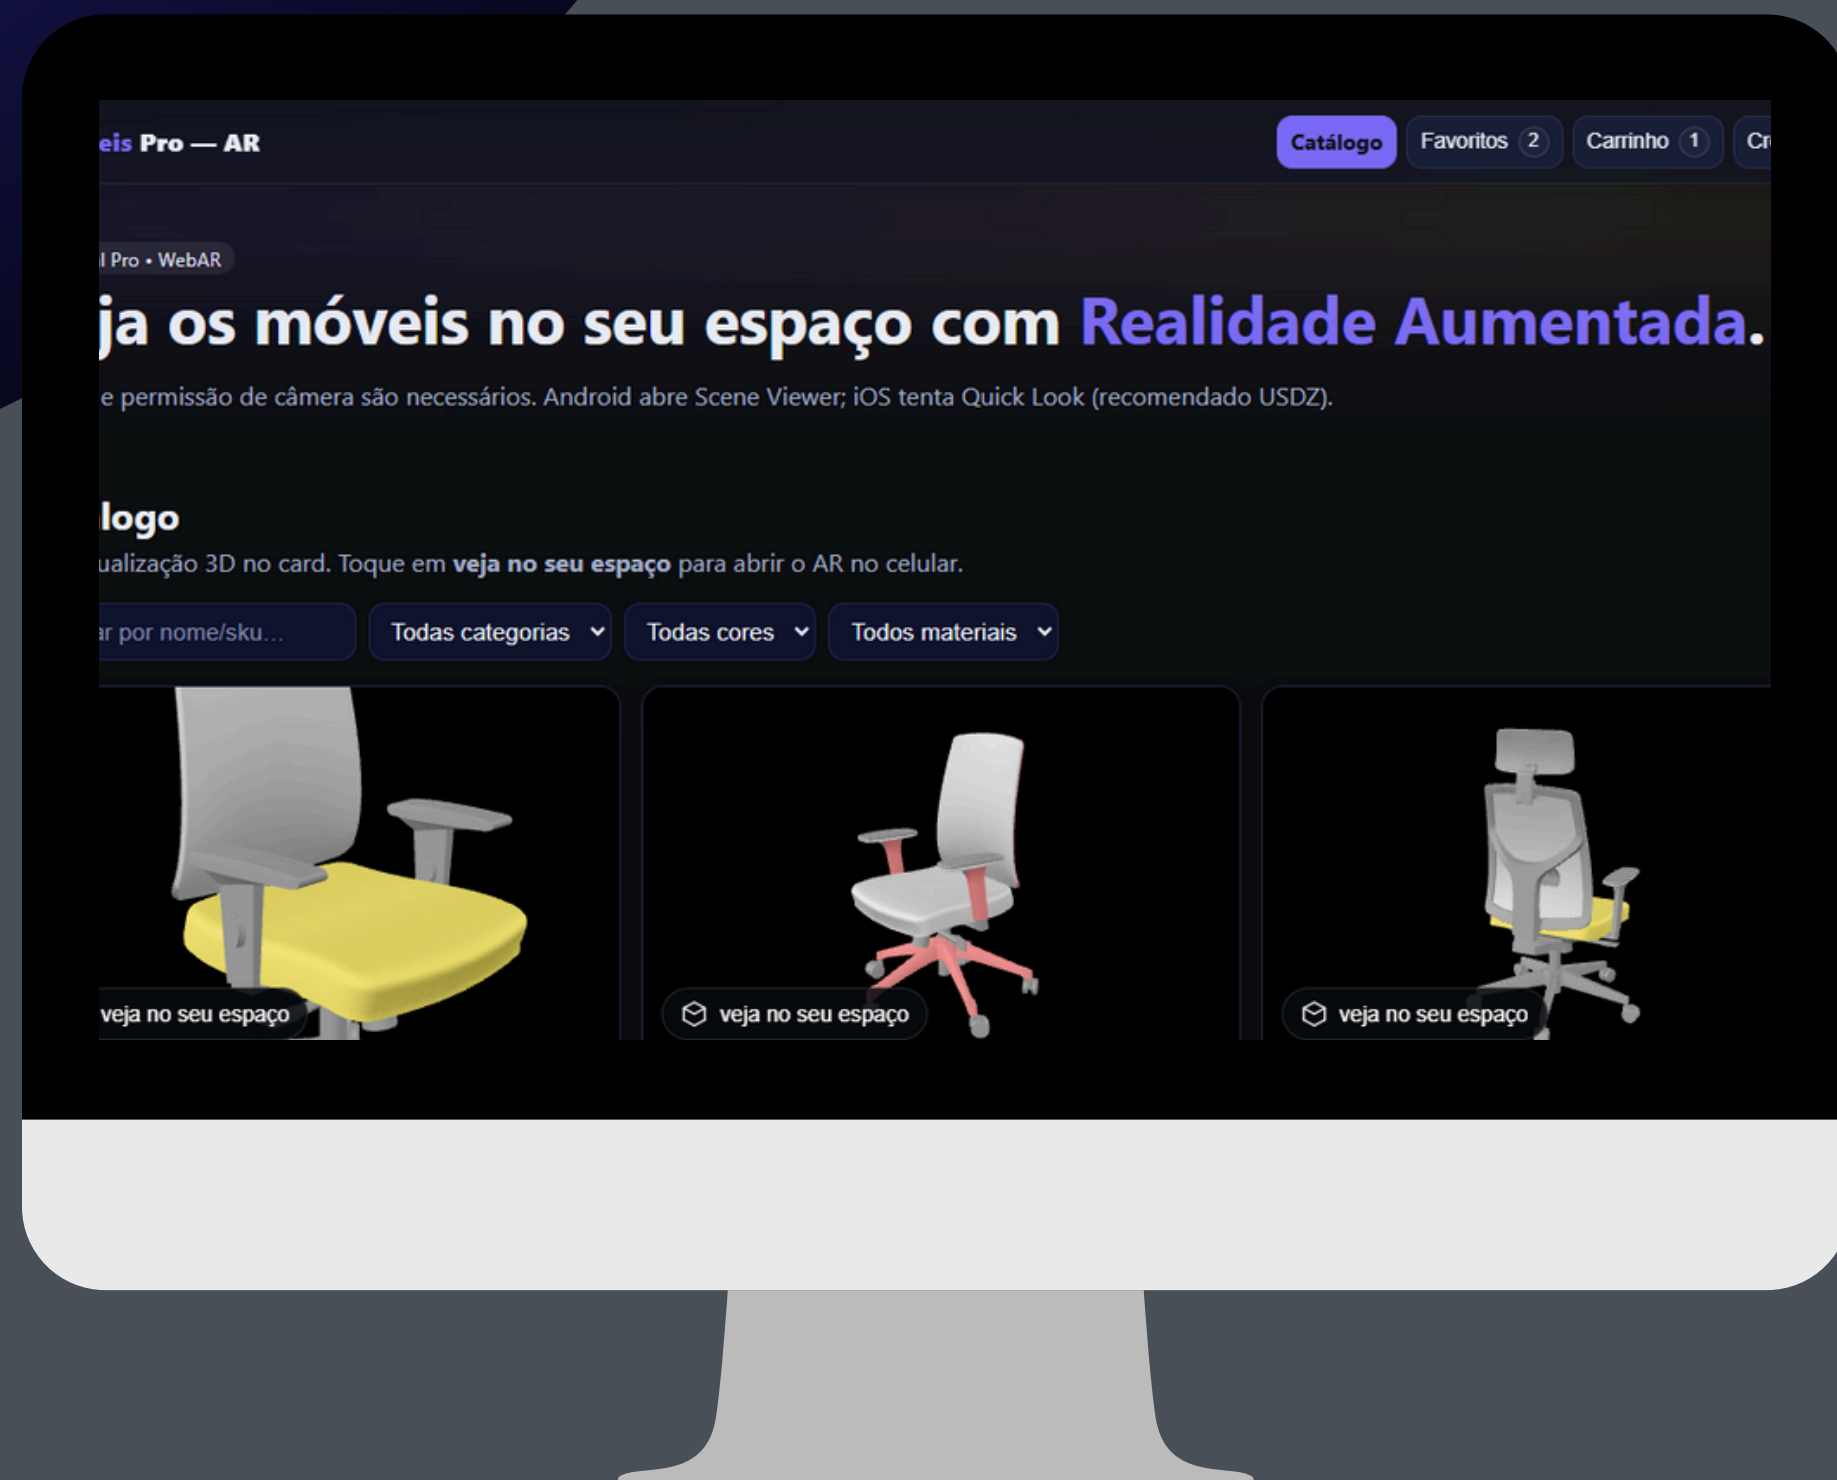 eis Pro — AR
Catálogo
Favoritos 2
Carrinho 1
Cr
l Pro • WebAR
ja os móveis no seu espaço com Realidade Aumentada.
e permissão de câmera são necessários. Android abre Scene Viewer; iOS tenta Quick Look (recomendado USDZ).
logo
ualização 3D no card. Toque em veja no seu espaço para abrir o AR no celular.
ar por nome/sku...
Todas categorias
Todas cores
Todos materiais
veja no seu espaço
veja no seu espaço
veja no seu espaço